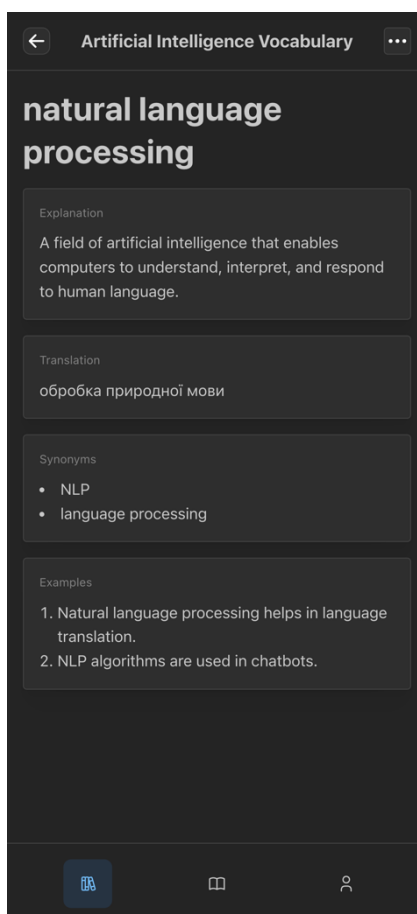 Artificial Intelligence Vocabulary
natural language
processing
Explanation
A field of artificial intelligence that enables
computers to understand, interpret, and respond
to human language.
Translation
обробка природної мови
Synonyms
• NLP
• language processing
Examples
1. Natural language processing helps in language
translation.
2. NLP algorithms are used in chatbots.